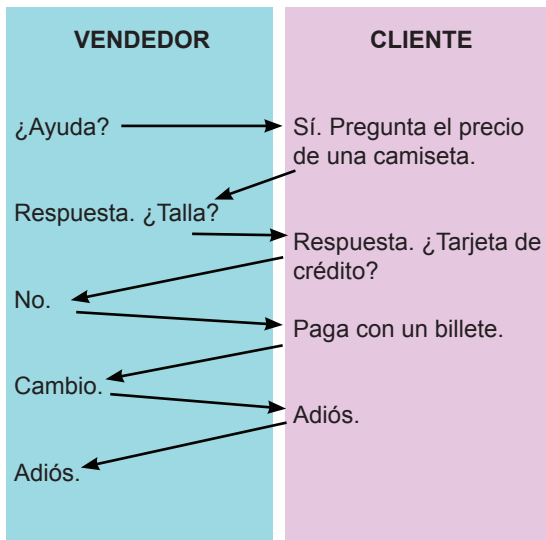 VENDEDOR
CLIENTE
¿Ayuda?
Sí. Pregunta el precio
de una camiseta.
Respuesta. ¿Talla?
Respuesta. ¿Tarjeta de
crédito?
No.
Paga con un billete.
Cambio.
Adiós.
Adiós.